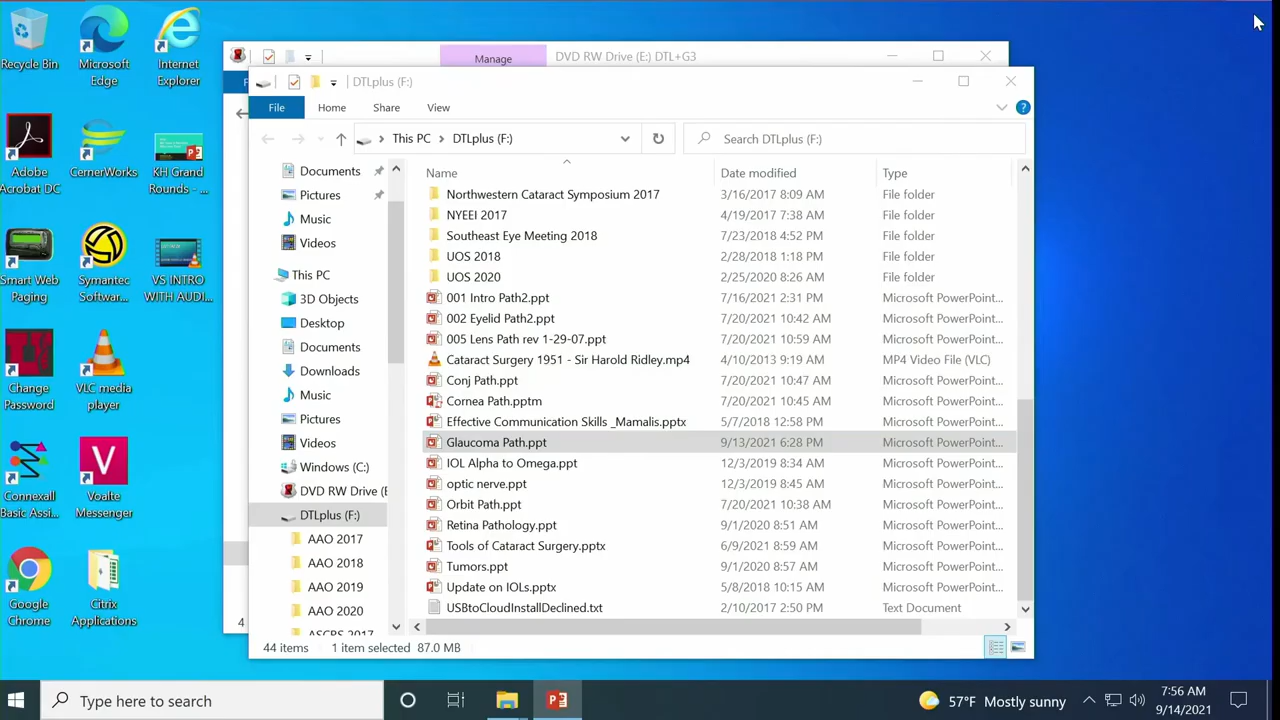 Recycle Bin
Microsoft Edge
Internet Explorer
Adobe Acrobat DC
CernerWorks
KH Grand Rounds - ...
Smart Web Paging
Symantec Softwar...
VS INTRO WITH AUDI...
Change Password
VLC media player
Connexall Basic Assi...
Voalte Messenger
Google Chrome
Citrix Applications
Manage
DVD RW Drive (E:) DTL+G3
DTLplus (F:)
File
Home
Share
View
This PC
DTLplus (F:)
Search DTLplus (F:)
Documents
Pictures
Music
Videos
This PC
3D Objects
Desktop
Documents
Downloads
Music
Pictures
Videos
Windows (C:)
DVD RW Drive (E
DTLplus (F:)
AAO 2017
AAO 2018
AAO 2019
AAO 2020
ASCRS 2017
Name Date modified Type
Northwestern Cataract Symposium 2017 3/16/2017 8:09 AM File folder
NYEEI 2017 4/19/2017 7:38 AM File folder
Southeast Eye Meeting 2018 7/23/2018 4:52 PM File folder
UOS 2018 2/28/2018 1:18 PM File folder
UOS 2020 2/25/2020 8:26 AM File folder
001 Intro Path2.ppt 7/16/2021 2:31 PM Microsoft PowerPoint...
002 Eyelid Path2.ppt 7/20/2021 10:42 AM Microsoft PowerPoint...
005 Lens Path rev 1-29-07.ppt 7/20/2021 10:59 AM Microsoft PowerPoint...
Cataract Surgery 1951 - Sir Harold Ridley.mp4 4/10/2013 9:19 AM MP4 Video File (VLC)
Conj Path.ppt 7/20/2021 10:47 AM Microsoft PowerPoint...
Cornea Path.pptm 7/20/2021 10:45 AM Microsoft PowerPoint...
Effective Communication Skills _Mamalis.pptx 5/7/2018 12:58 PM Microsoft PowerPoint...
Glaucoma Path.ppt 9/13/2021 6:28 PM Microsoft PowerPoint...
IOL Alpha to Omega.ppt 12/3/2019 8:34 AM Microsoft PowerPoint...
optic nerve.ppt 12/3/2019 8:45 AM Microsoft PowerPoint...
Orbit Path.ppt 7/20/2021 10:38 AM Microsoft PowerPoint...
Retina Pathology.ppt 9/1/2020 8:51 AM Microsoft PowerPoint...
Tools of Cataract Surgery.pptx 6/9/2021 8:59 AM Microsoft PowerPoint...
Tumors.ppt 9/1/2020 8:57 AM Microsoft PowerPoint...
Update on IOLs.pptx 5/8/2018 10:15 AM Microsoft PowerPoint...
USBtoCloudInstallDeclined.txt 2/10/2017 2:50 PM Text Document
4
44 items 1 item selected 87.0 MB
Type here to search
57°F Mostly sunny
7:56 AM
9/14/2021